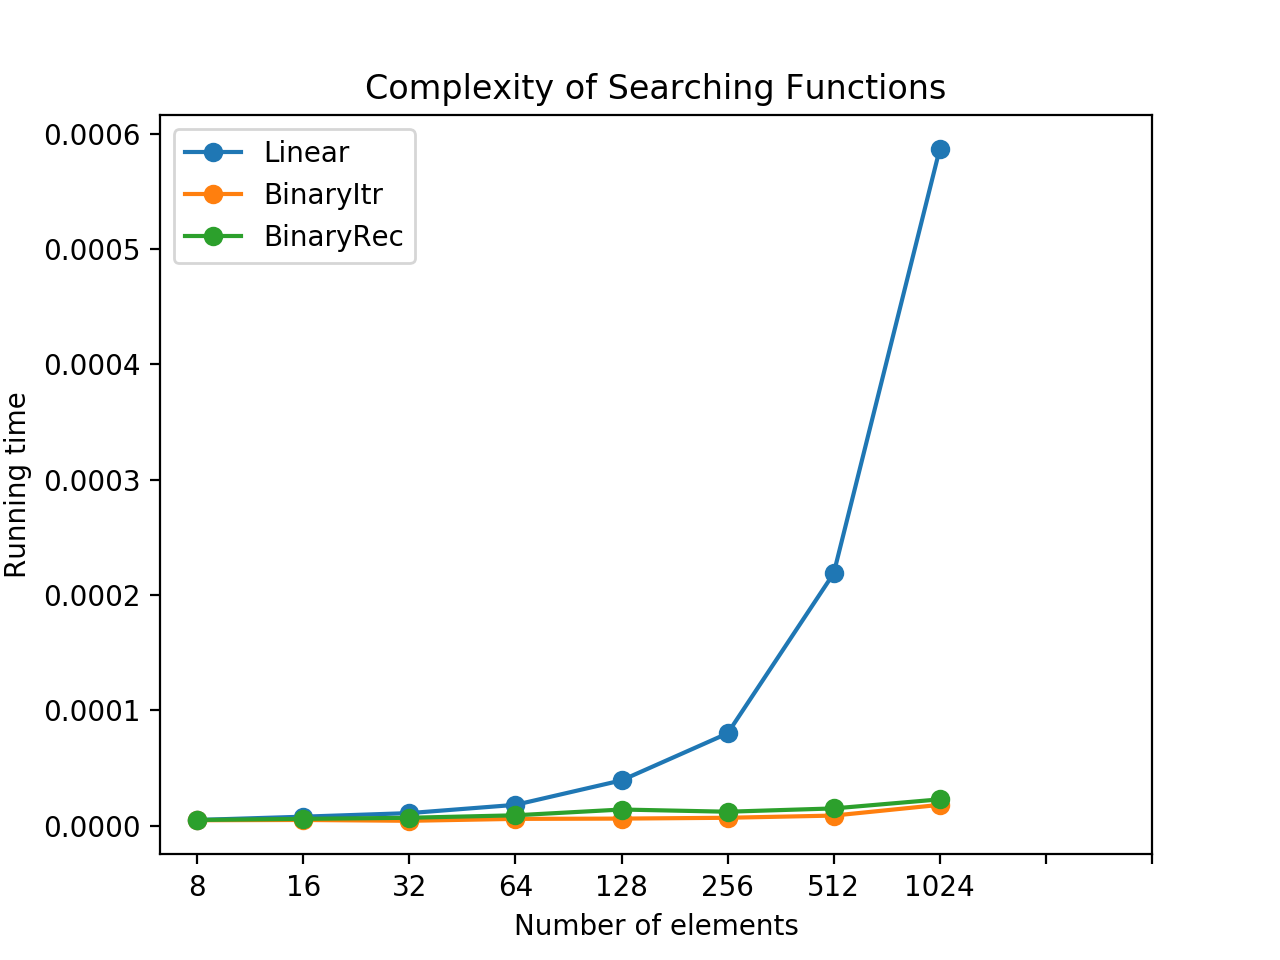 Complexity of Searching Functions
Linear
BinaryItr
BinaryRec
Running time
0.0006
0.0005
0.0004
0.0003
0.0002
0.0001
0.0000
8 16 32 64 128 256 512 1024
Number of elements